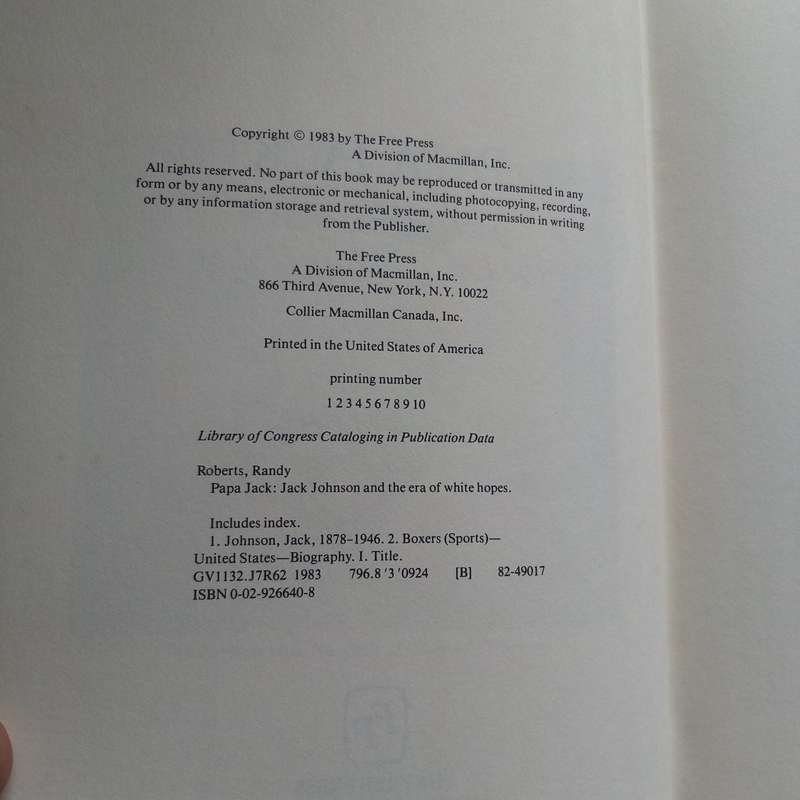 Copyright © 1983 by The Free Press
A Division of Macmillan, Inc.
All rights reserved. No part of this book may be reproduced or transmitted in any
form or by any means, electronic or mechanical, including photocopying, recording,
or by any information storage and retrieval system, without permission in writing
from the Publisher.
The Free Press
A Division of Macmillan, Inc.
866 Third Avenue, New York, N.Y. 10022
Collier Macmillan Canada, Inc.
Printed in the United States of America
printing number
1 2 3 4 5 6 7 8 9 10
Library of Congress Cataloging in Publication Data
Roberts, Randy
Papa Jack: Jack Johnson and the era of white hopes.
Includes index.
1. Johnson, Jack, 1878–1946. 2. Boxers (Sports)—
United States—Biography. I. Title.
GV1132.J7R62 1983 796.8 ′3 ′0924 [B] 82-49017
ISBN 0-02-926640-8